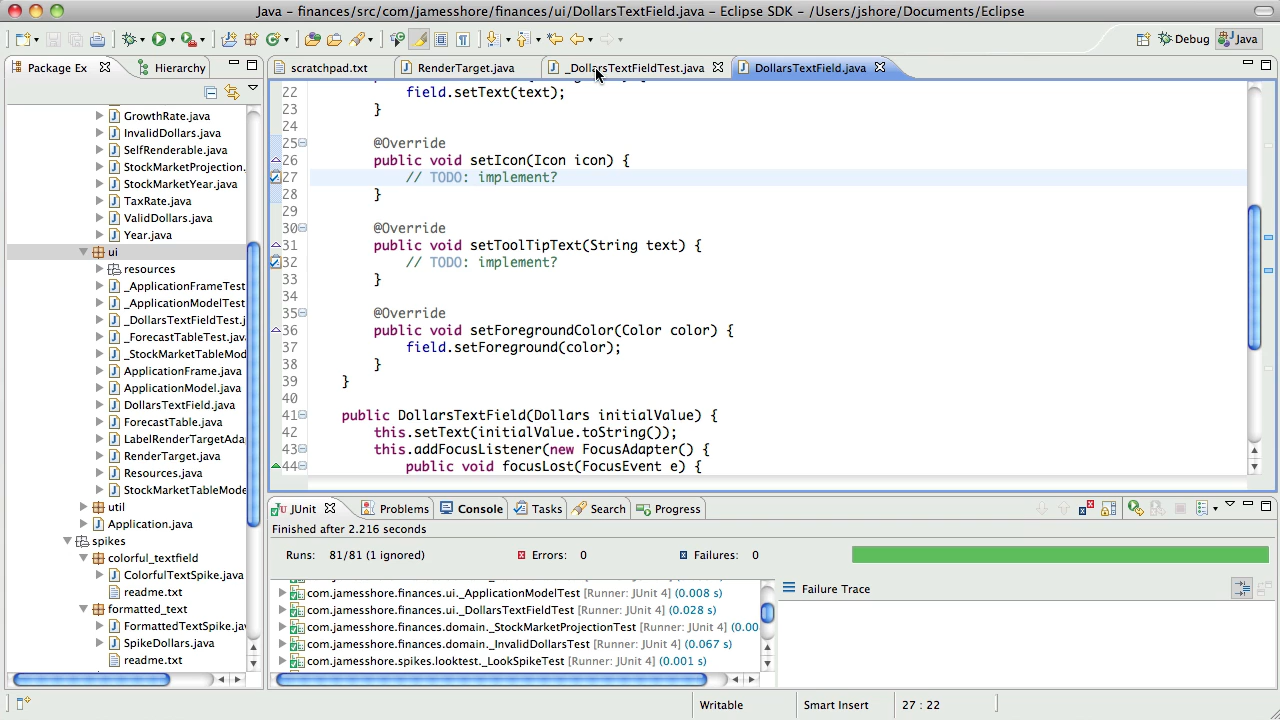 Java – finances/src/com/jamesshore/finances/ui/DollarsTextField.java – Eclipse SDK – /Users/jshore/Documents/Eclipse
Debug
Java
Package Ex
Hierarchy
scratchpad.txt
RenderTarget.java
_DollarsTextFieldTest.java
DollarsTextField.java
GrowthRate.java
InvalidDollars.java
SelfRenderable.java
StockMarketProjection.
StockMarketYear.java
TaxRate.java
ValidDollars.java
Year.java
ui
resources
_ApplicationFrameTest
_ApplicationModelTest
_DollarsTextFieldTest.j
_ForecastTableTest.jav
_StockMarketTableMod
ApplicationFrame.java
ApplicationModel.java
DollarsTextField.java
ForecastTable.java
LabelRenderTargetAda
RenderTarget.java
Resources.java
StockMarketTableMode
util
Application.java
spikes
colorful_textfield
ColorfulTextSpike.java
readme.txt
formatted_text
FormattedTextSpike.jav
SpikeDollars.java
readme.txt
22 field.setText(text);
23 }
24
25 @Override
26 public void setIcon(Icon icon) {
27 // TODO: implement?
28 }
29
30 @Override
31 public void setToolTipText(String text) {
32 // TODO: implement?
33 }
34
35 @Override
36 public void setForegroundColor(Color color) {
37 field.setForeground(color);
38 }
39 }
40
41 public DollarsTextField(Dollars initialValue) {
42 this.setText(initialValue.toString());
43 this.addFocusListener(new FocusAdapter() {
44 public void focusLost(FocusEvent e) {
JUnit
Problems
Console
Tasks
Search
Progress
Finished after 2.216 seconds
Runs: 81/81 (1 ignored)
Errors: 0
Failures: 0
com.jamesshore.finances.ui._ApplicationModelTest [Runner: JUnit 4] (0.008 s)
com.jamesshore.finances.ui._DollarsTextFieldTest [Runner: JUnit 4] (0.028 s)
com.jamesshore.finances.domain._StockMarketProjectionTest [Runner: JUnit 4] (0.00
com.jamesshore.finances.domain._InvalidDollarsTest [Runner: JUnit 4] (0.067 s)
com.jamesshore.spikes.looktest._LookSpikeTest [Runner: JUnit 4] (0.001 s)
Failure Trace
Writable
Smart Insert
27 : 22